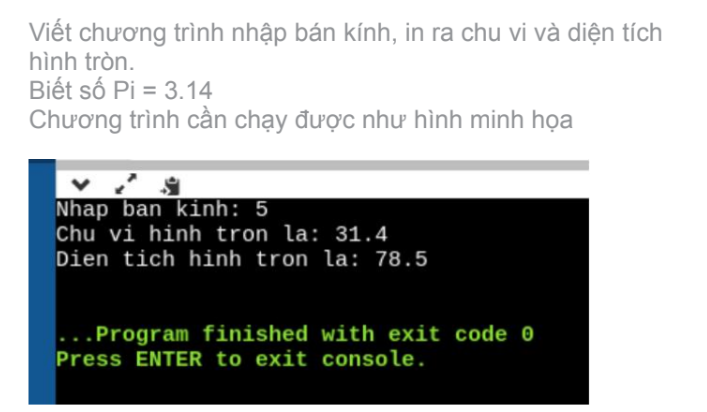 Viết chương trình nhập bán kính, in ra chu vi và diện tích
hình tròn.
Biết số Pi = 3.14
Chương trình cần chạy được như hình minh họa
Nhap ban kinh: 5
Chu vi hinh tron la: 31.4
Dien tich hinh tron la: 78.5
...Program finished with exit code 0
Press ENTER to exit console.